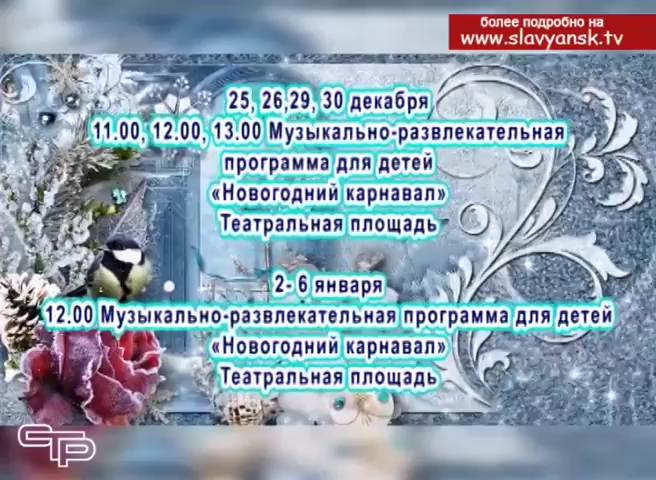 более подробно на
www.slavyansk.tv
25, 26,29, 30 декабря
11.00, 12.00, 13.00 Музыкально-развлекательная
программа для детей
«Новогодний карнавал»
Театральная площадь
2- 6 января
12.00 Музыкально-развлекательная программа для детей
«Новогодний карнавал»
Театральная площадь
СТР